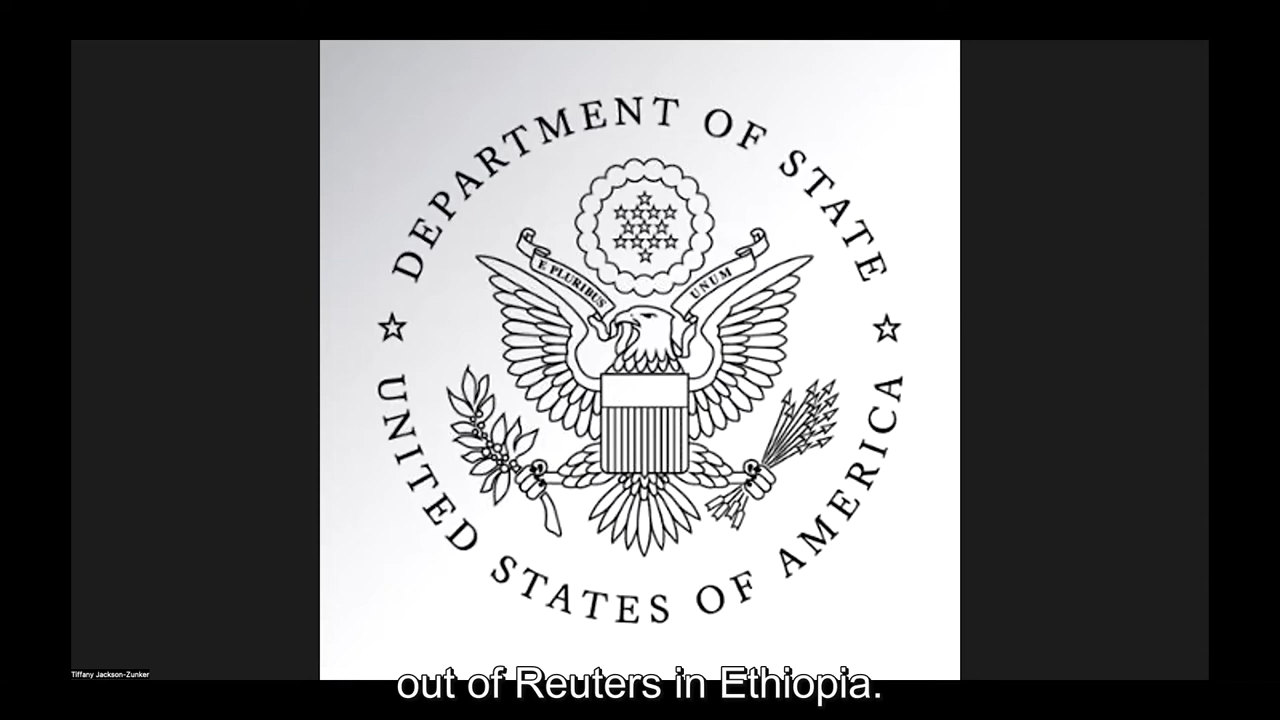 DEPARTMENT OF STATE
E PLURIBUS UNUM
UNITED STATES OF AMERICA
Tiffany Jackson-Zunker
out of Reuters in Ethiopia.